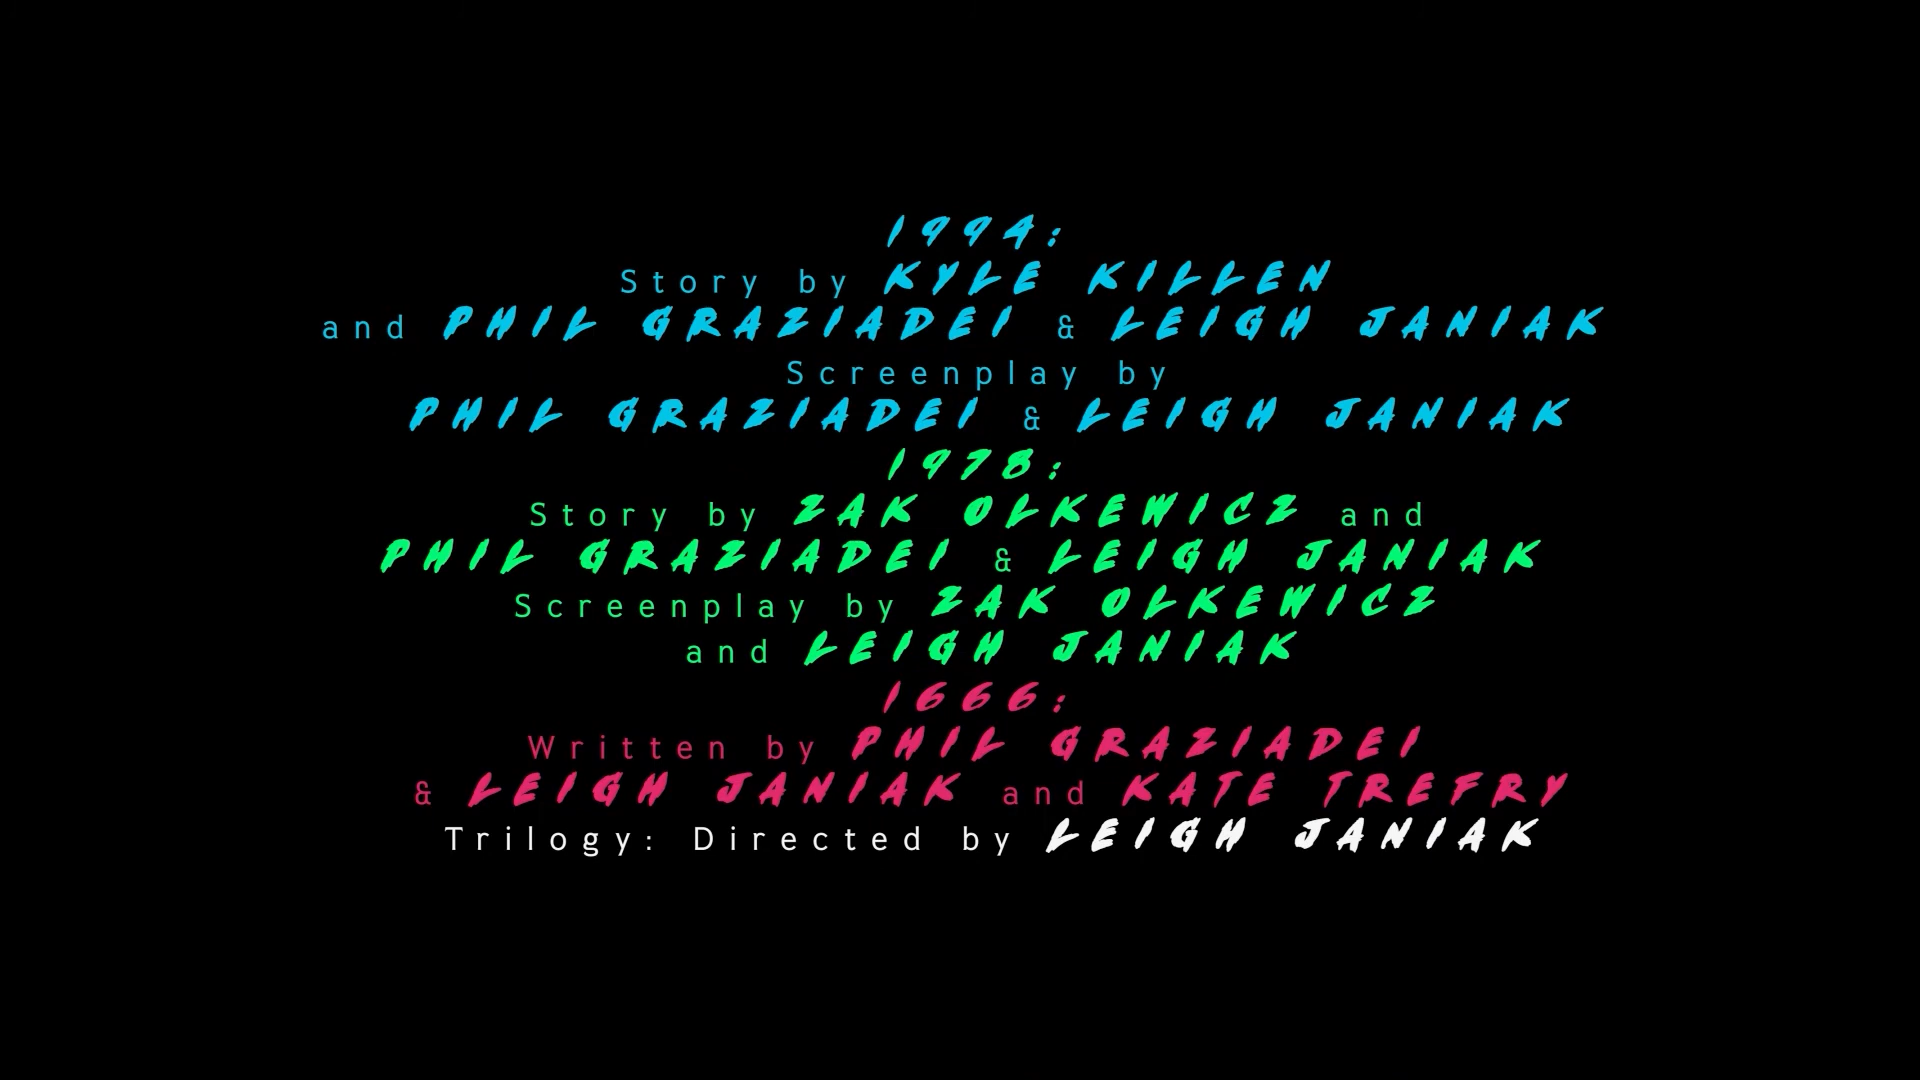 1994:
Story by KYLE KILLEN
and PHIL GRAZIADEI & LEIGH JANIAK
Screenplay by
PHIL GRAZIADEI & LEIGH JANIAK
1978:
Story by ZAK OLKEWICZ and
PHIL GRAZIADEI & LEIGH JANIAK
Screenplay by ZAK OLKEWICZ
and LEIGH JANIAK
1666:
Written by PHIL GRAZIADEI
& LEIGH JANIAK and KATE TREFRY
Trilogy: Directed by LEIGH JANIAK